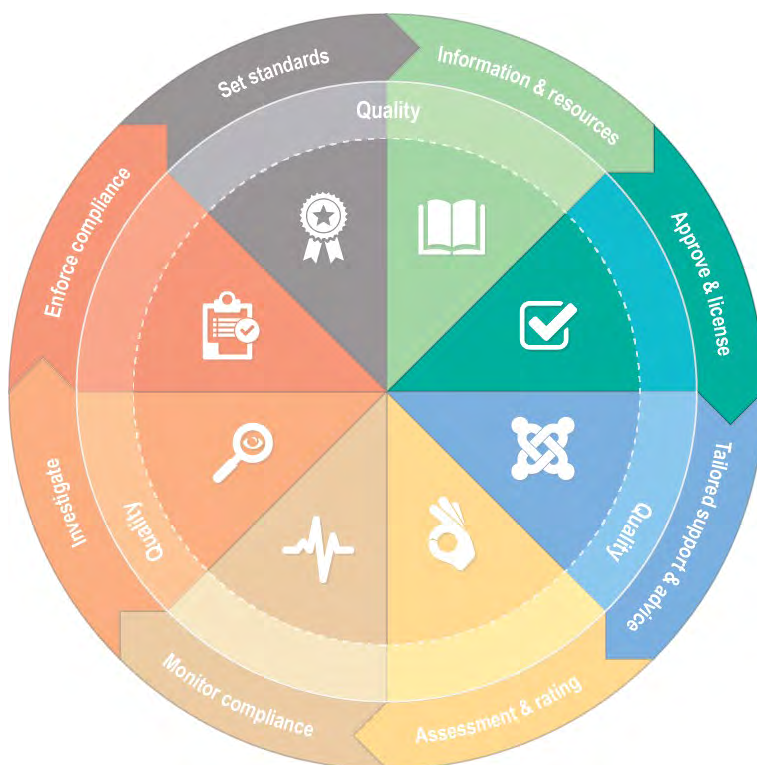 Set standards
Information & resources
Approve & license
Tailored support & advice
Assessment & rating
Monitor compliance
Investigate
Enforce compliance
Quality
Quality
Quality